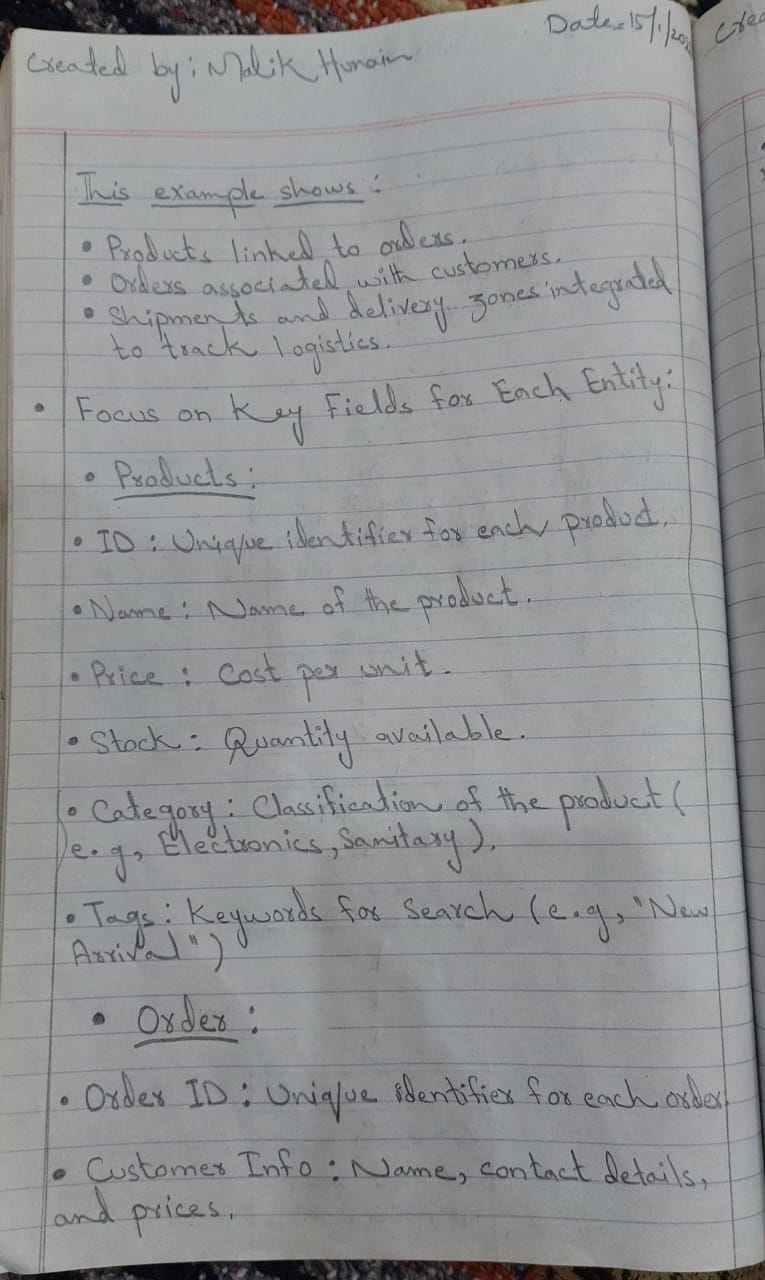 Created by: Malik Hunain
Date = 15/1/20
This example shows :
• Products linked to orders.
• Orders associated with customers.
• Shipments and delivery zones integrated
to track logistics.
• Focus on Key Fields for Each Entity:
• Products:
• ID : Unique identifier for each product.
• Name : Name of the product.
• Price : Cost per unit.
• Stock : Quantity available.
• Category : Classification of the product (
e.g, Electronics, Sanitary).
• Tags : Keywords for Search (e.g, "New
Arrival")
• Order :
• Order ID : Unique identifier for each order
• Customer Info : Name, contact details,
and prices.